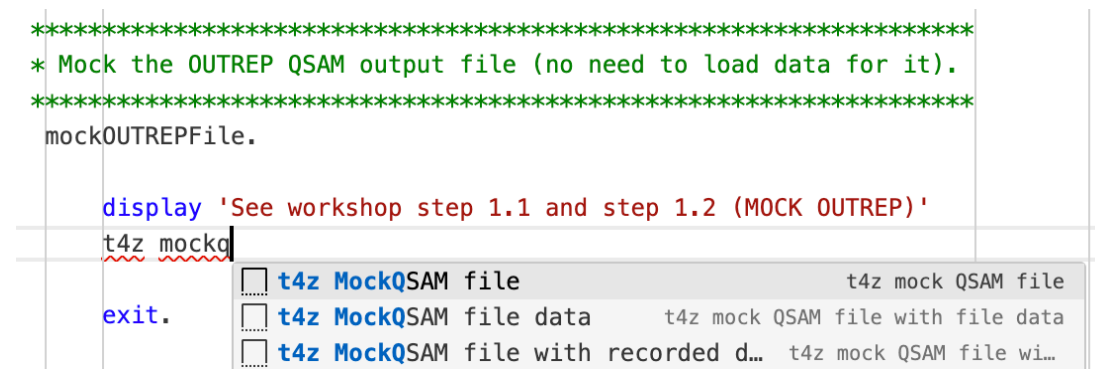 ******************************************************************
* Mock the OUTREP QSAM output file (no need to load data for it).
******************************************************************
mockOUTREPFile.
display 'See workshop step 1.1 and step 1.2 (MOCK OUTREP)'
t4z mockq
t4z MockQSAM file t4z mock QSAM file
exit. t4z MockQSAM file data t4z mock QSAM file with file data
t4z MockQSAM file with recorded d… t4z mock QSAM file wi…